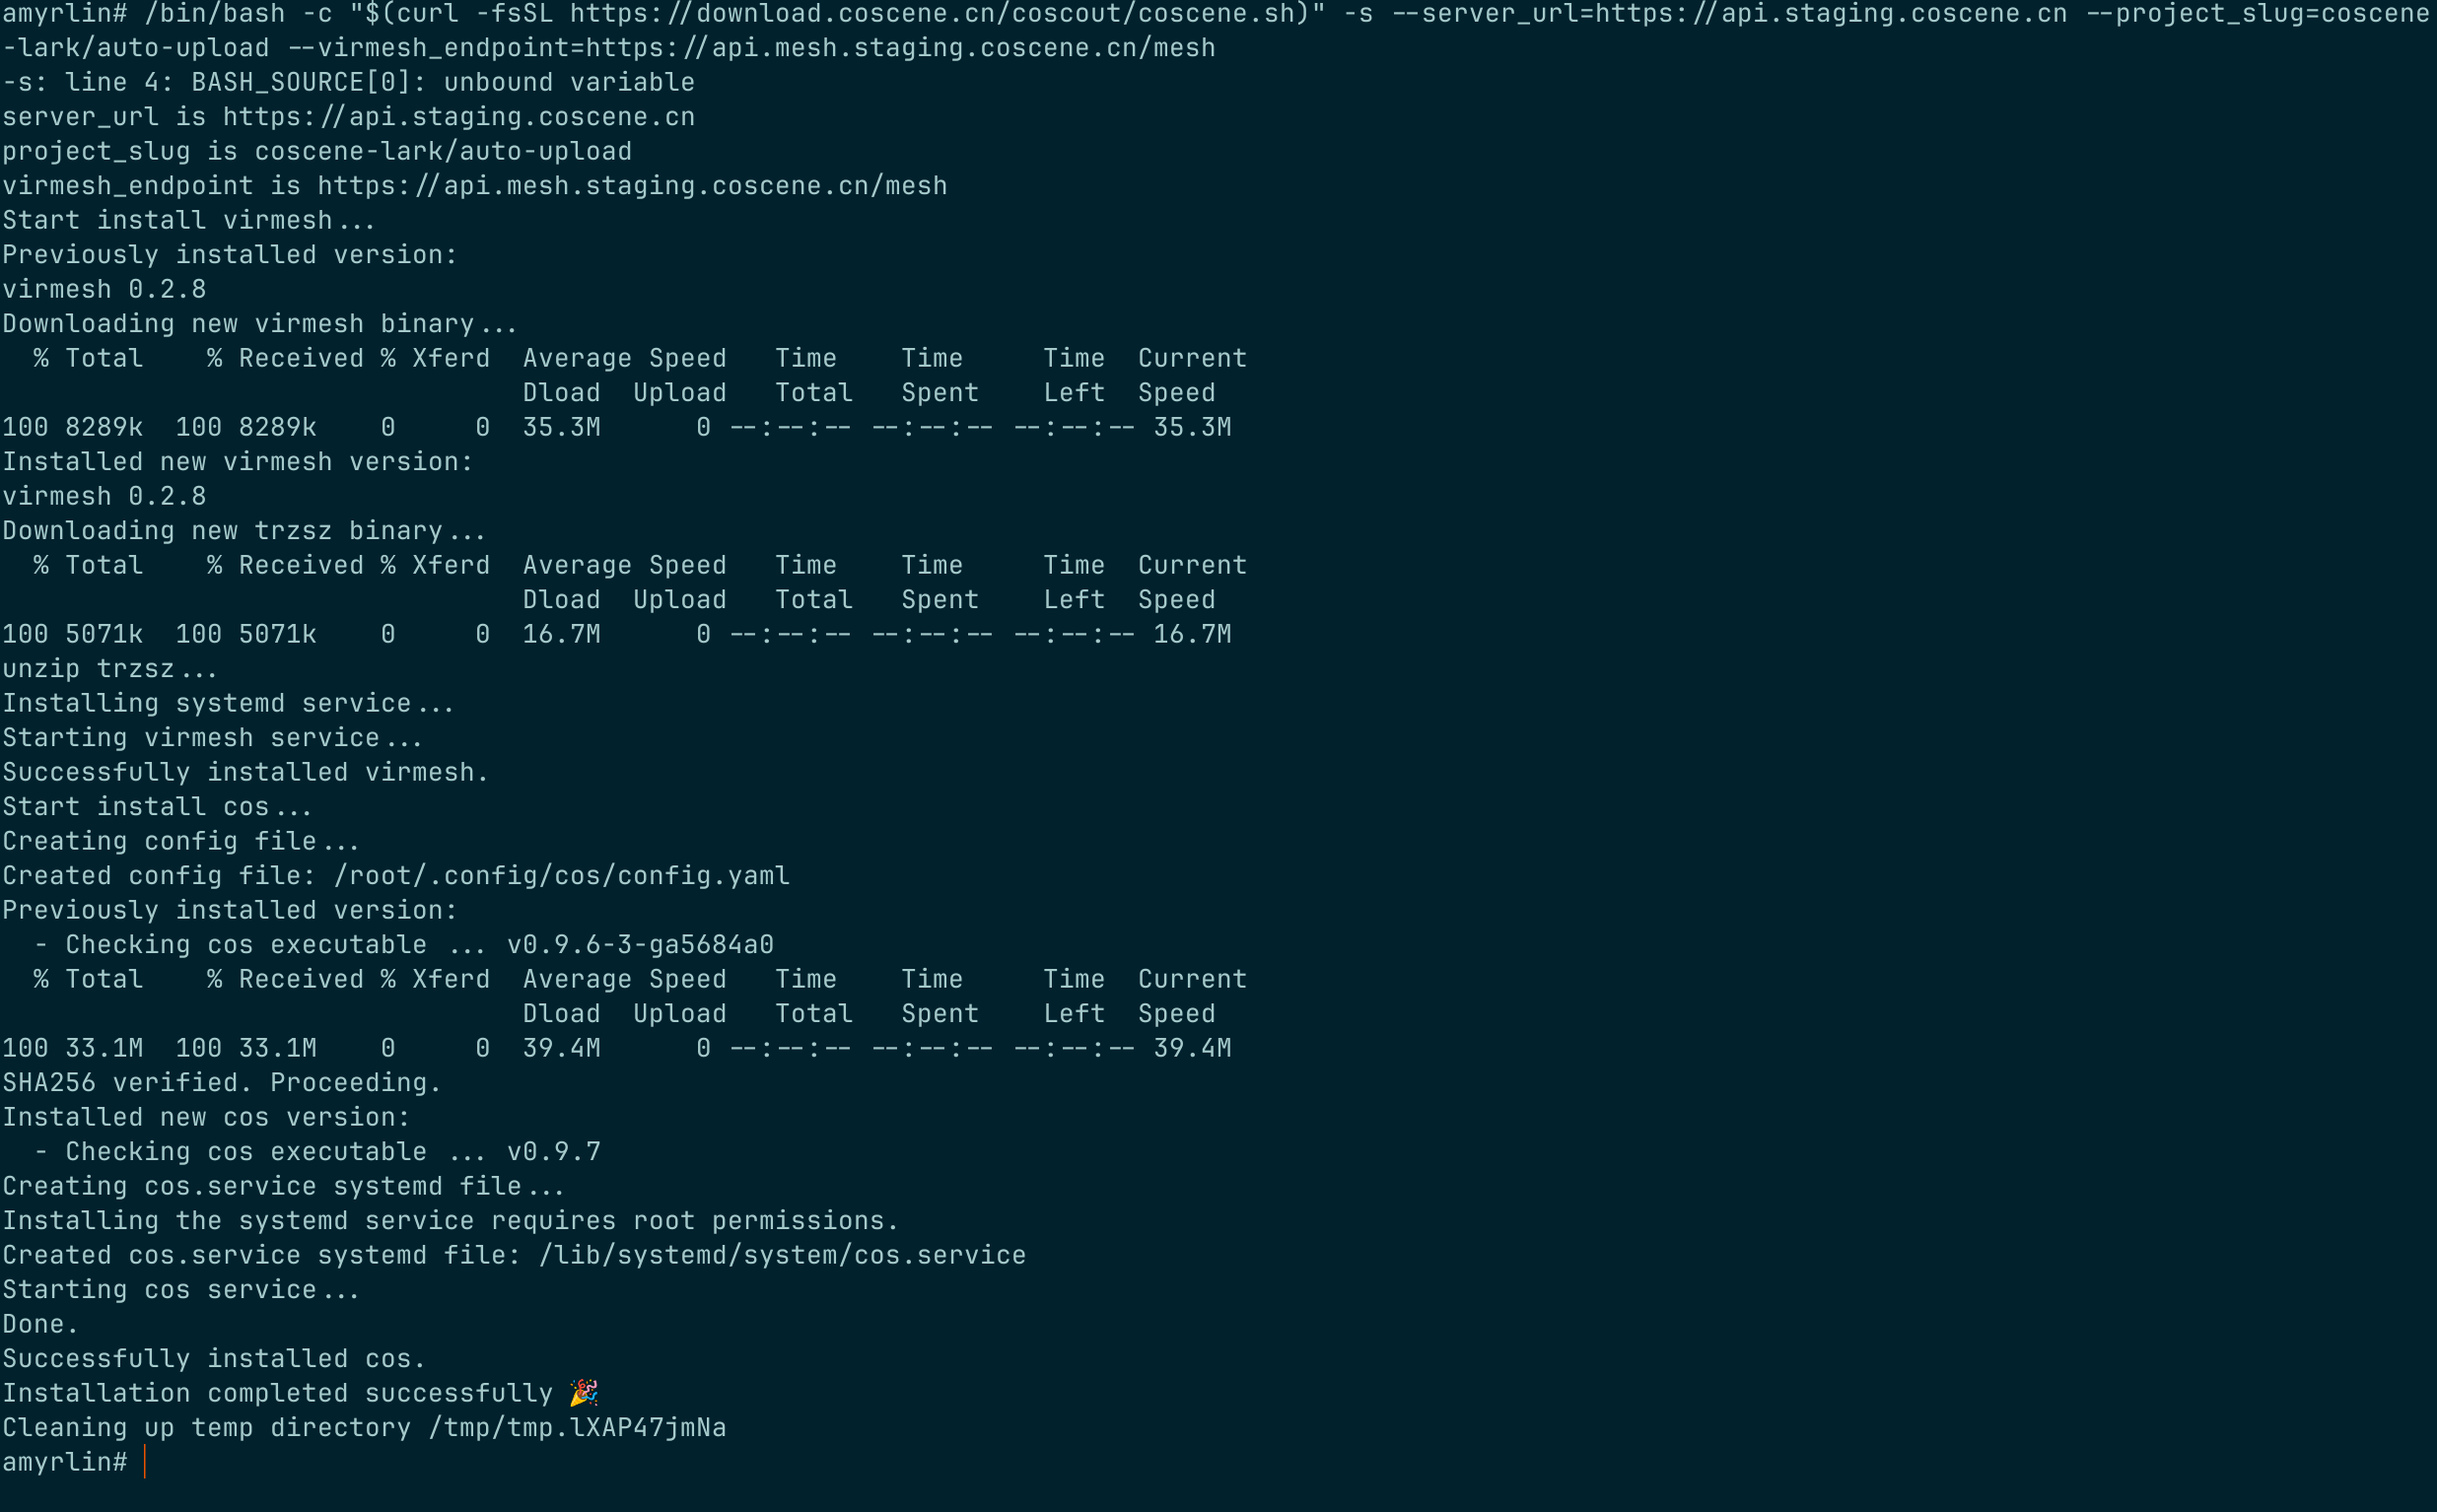 amyrlin# /bin/bash -c "$(curl -fsSL https://download.coscene.cn/coscout/coscene.sh)" -s --server_url=https://api.staging.coscene.cn --project_slug=coscene
-lark/auto-upload --virmesh_endpoint=https://api.mesh.staging.coscene.cn/mesh
-s: line 4: BASH_SOURCE[0]: unbound variable
server_url is https://api.staging.coscene.cn
project_slug is coscene-lark/auto-upload
virmesh_endpoint is https://api.mesh.staging.coscene.cn/mesh
Start install virmesh...
Previously installed version:
virmesh 0.2.8
Downloading new virmesh binary...
  % Total    % Received % Xferd  Average Speed   Time    Time     Time  Current
                                 Dload  Upload   Total   Spent    Left  Speed
100 8289k  100 8289k    0     0  35.3M      0 --:--:-- --:--:-- --:--:-- 35.3M
Installed new virmesh version:
virmesh 0.2.8
Downloading new trzsz binary...
  % Total    % Received % Xferd  Average Speed   Time    Time     Time  Current
                                 Dload  Upload   Total   Spent    Left  Speed
100 5071k  100 5071k    0     0  16.7M      0 --:--:-- --:--:-- --:--:-- 16.7M
unzip trzsz...
Installing systemd service...
Starting virmesh service...
Successfully installed virmesh.
Start install cos...
Creating config file...
Created config file: /root/.config/cos/config.yaml
Previously installed version:
  - Checking cos executable ... v0.9.6-3-ga5684a0
  % Total    % Received % Xferd  Average Speed   Time    Time     Time  Current
                                 Dload  Upload   Total   Spent    Left  Speed
100 33.1M  100 33.1M    0     0  39.4M      0 --:--:-- --:--:-- --:--:-- 39.4M
SHA256 verified. Proceeding.
Installed new cos version:
  - Checking cos executable ... v0.9.7
Creating cos.service systemd file...
Installing the systemd service requires root permissions.
Created cos.service systemd file: /lib/systemd/system/cos.service
Starting cos service...
Done.
Successfully installed cos.
Installation completed successfully 🎉
Cleaning up temp directory /tmp/tmp.lXAP47jmNa
amyrlin#